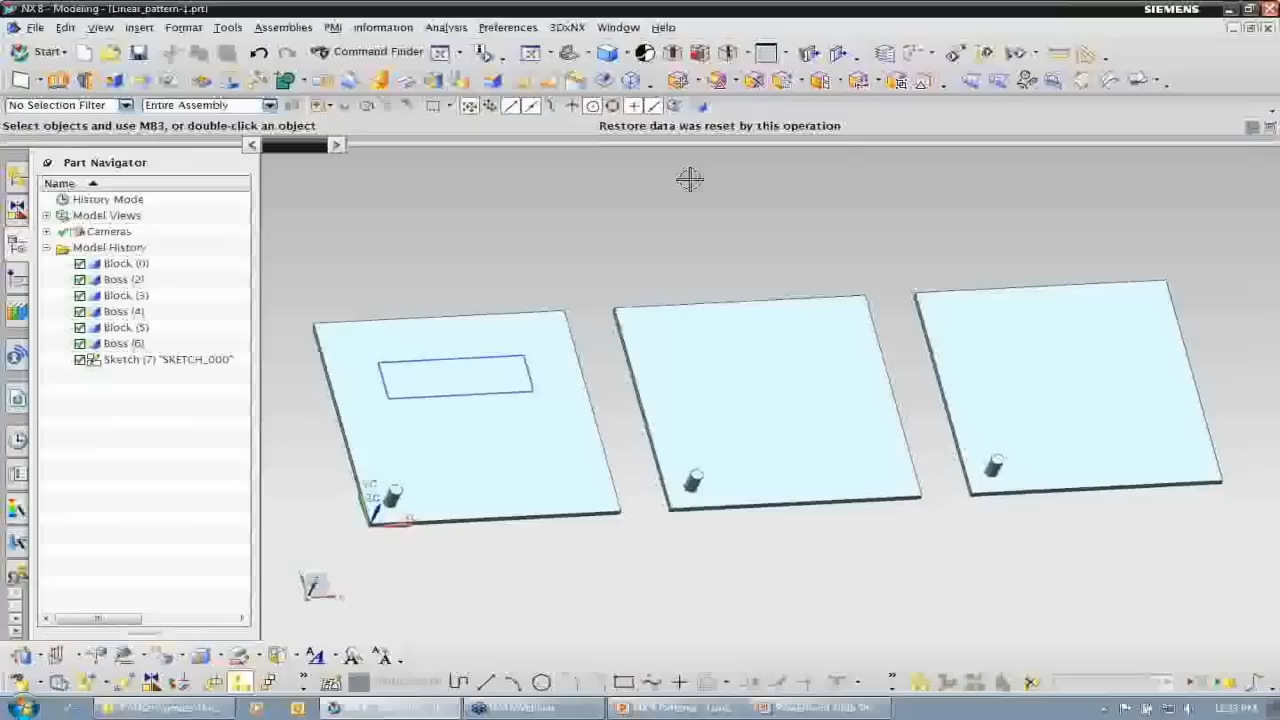 NX 8 - Modeling - [Linear_pattern-1.prt]
SIEMENS
File Edit View Insert Format Tools Assemblies PMI Information Analysis Preferences 3DxNX Window Help
Start
Command Finder
No Selection Filter
Entire Assembly
Select objects and use MB3, or double-click an object
Restore data was reset by this operation
Part Navigator
Name
History Mode
Model Views
Cameras
Model History
Block (0)
Boss (2)
Block (3)
Boss (4)
Block (5)
Boss (6)
Sketch (7) "SKETCH_000"